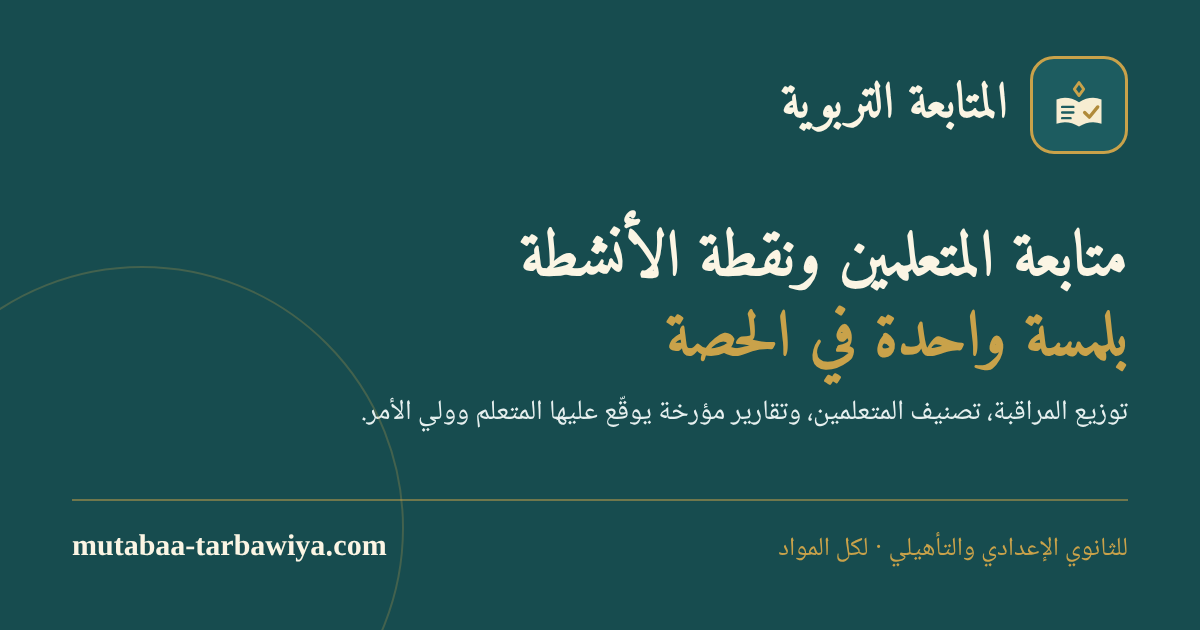 المتابعة التربوية
متابعة المتعلمين ونقطة الأنشطة
بلمسة واحدة في الحصة
توزيع المراقبة، تصنيف المتعلمين، وتقارير مؤرخة يوقّع عليها المتعلم وولي الأمر.
للثانوي الإعدادي والتأهيلي · لكل المواد
mutabaa-tarbawiya.com